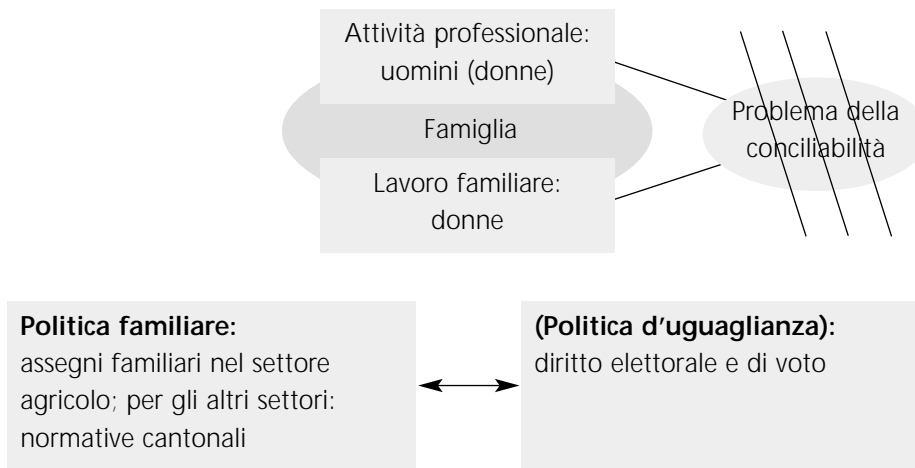 Attività professionale:
uomini (donne)
Famiglia
Lavoro familiare:
donne
Problema della
conciliabilità
Politica familiare:
assegni familiari nel settore
agricolo; per gli altri settori:
normative cantonali
(Politica d'uguaglianza):
diritto elettorale e di voto